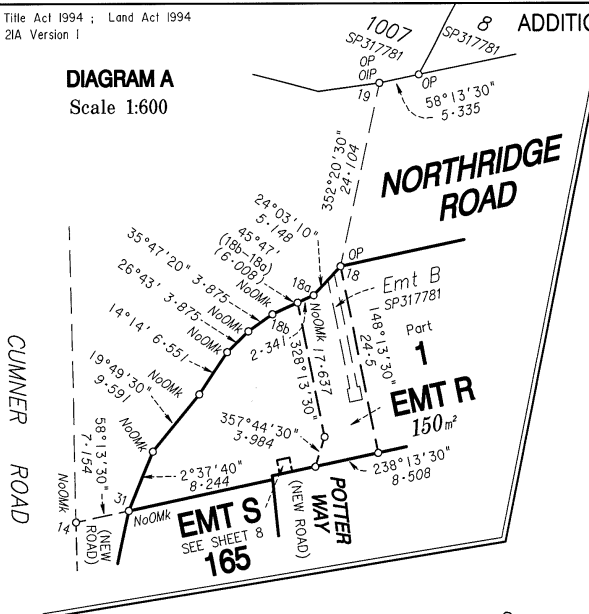 Title Act 1994 ; Land Act 1994
21A Version 1
ADDITIO
DIAGRAM A
Scale 1:600
1007
SP317781
OP
OIP
19
8
SP317781
OP
58°13'30"
5·335
352°20'30"
24·104
NORTHRIDGE
ROAD
24°03'10"
5·148
45°47'
(18b-18a)
(6·008)
35°47'20" 3·875
26°43' 3·875
14°14' 6·551
19°49'30"
9·591
NoOMk
NoOMk
NoOMk
NoOMk
NoOMk
18a
18b
2·341
NoOMk
OP
18
Emt B
SP317781
Part
1
148°13'30"
24·5
328°13'30"
17·637
EMT R
150m²
357°44'30"
3·984
238°13'30"
8·508
CUMNER ROAD
58°13'30"
7·154
NoOMk
14
(NEW
ROAD)
31
NoOMk
2°37'40"
8·244
EMT S
SEE SHEET 8
165
POTTER
WAY
(NEW ROAD)